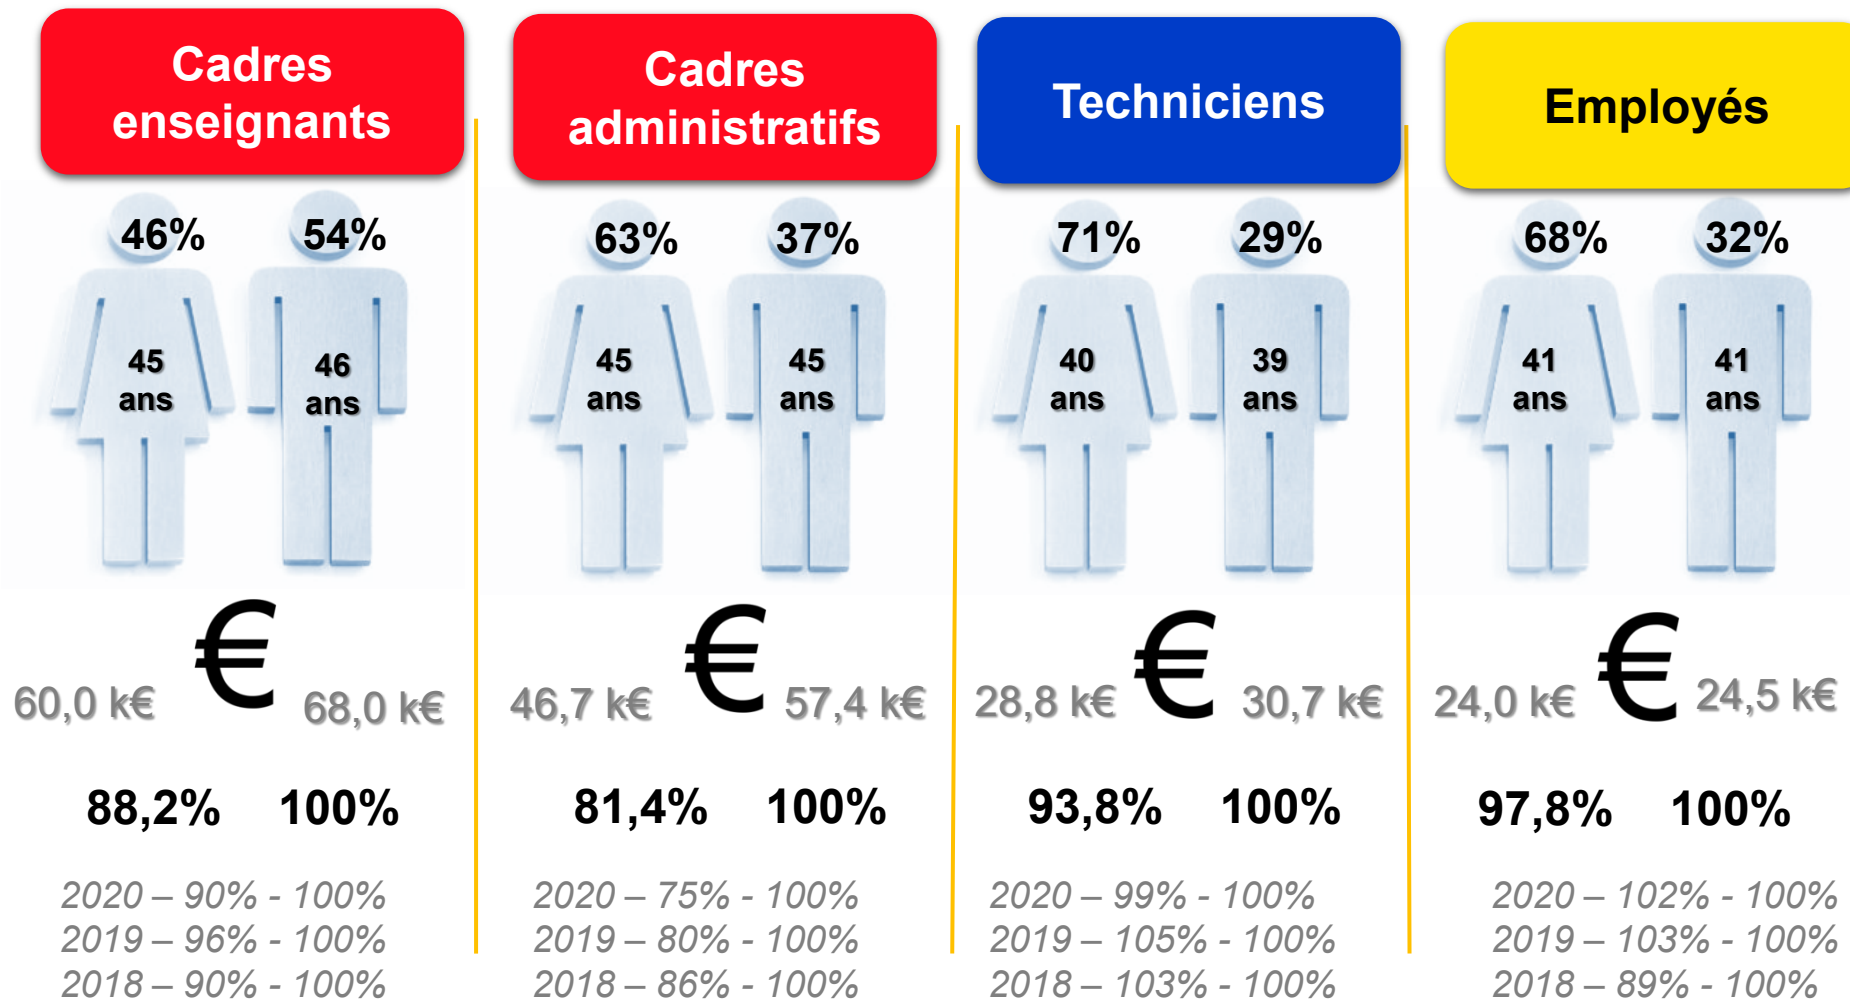 Cadres
enseignants
46%
54%
45
ans
46
ans
€
60,0 k€
68,0 k€
88,2%
100%
2020 – 90% - 100%
2019 – 96% - 100%
2018 – 90% - 100%
Cadres
administratifs
63%
37%
45
ans
45
ans
€
46,7 k€
57,4 k€
81,4%
100%
2020 – 75% - 100%
2019 – 80% - 100%
2018 – 86% - 100%
Techniciens
71%
29%
40
ans
39
ans
€
28,8 k€
30,7 k€
93,8%
100%
2020 – 99% - 100%
2019 – 105% - 100%
2018 – 103% - 100%
Employés
68%
32%
41
ans
41
ans
€
24,0 k€
24,5 k€
97,8%
100%
2020 – 102% - 100%
2019 – 103% - 100%
2018 – 89% - 100%